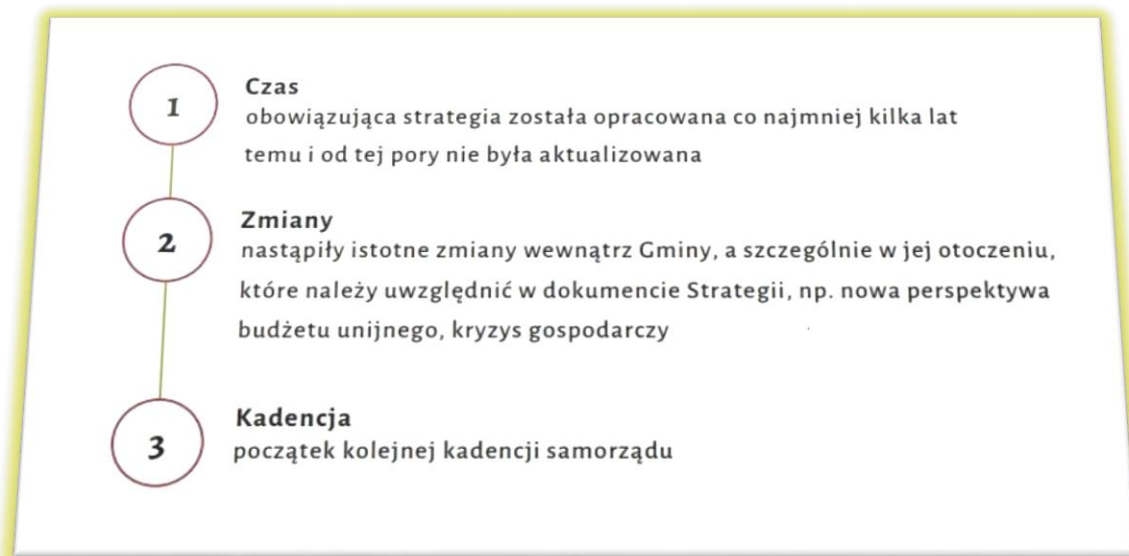 1
Czas
obowiązująca strategia została opracowana co najmniej kilka lat
temu i od tej pory nie była aktualizowana
2
Zmiany
nastąpiły istotne zmiany wewnątrz Gminy, a szczególnie w jej otoczeniu,
które należy uwzględnić w dokumencie Strategii, np. nowa perspektywa
budżetu unijnego, kryzys gospodarczy
3
Kadencja
początek kolejnej kadencji samorządu